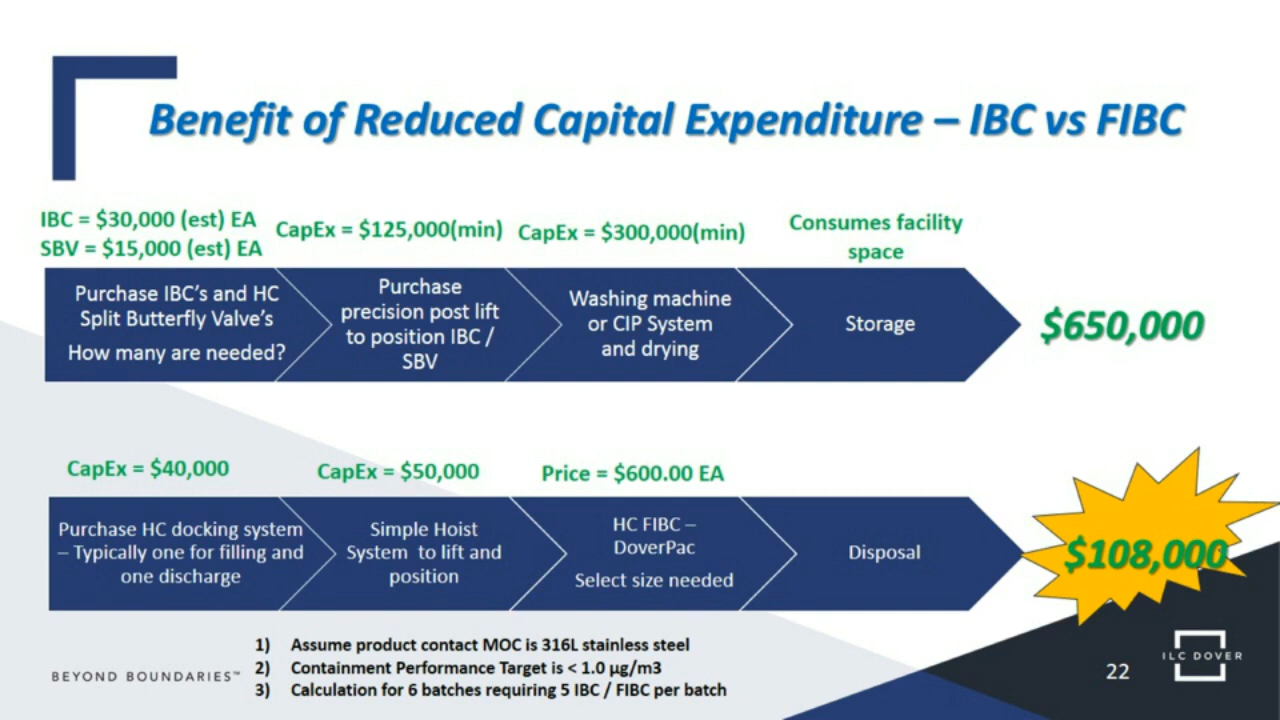 Benefit of Reduced Capital Expenditure – IBC vs FIBC
IBC = $30,000 (est) EA
SBV = $15,000 (est) EA
CapEx = $125,000(min)
CapEx = $300,000(min)
Consumes facility
space
Purchase IBC's and HC
Split Butterfly Valve's
How many are needed?
Purchase
precision post lift
to position IBC /
SBV
Washing machine
or CIP System
and drying
Storage
$650,000
CapEx = $40,000
CapEx = $50,000
Price = $600.00 EA
Purchase HC docking system
– Typically one for filling and
one discharge
Simple Hoist
System to lift and
position
HC FIBC –
DoverPac
Select size needed
Disposal
$108,000
1) Assume product contact MOC is 316L stainless steel
2) Containment Performance Target is < 1.0 µg/m3
3) Calculation for 6 batches requiring 5 IBC / FIBC per batch
BEYOND BOUNDARIES™
22
ILC DOVER